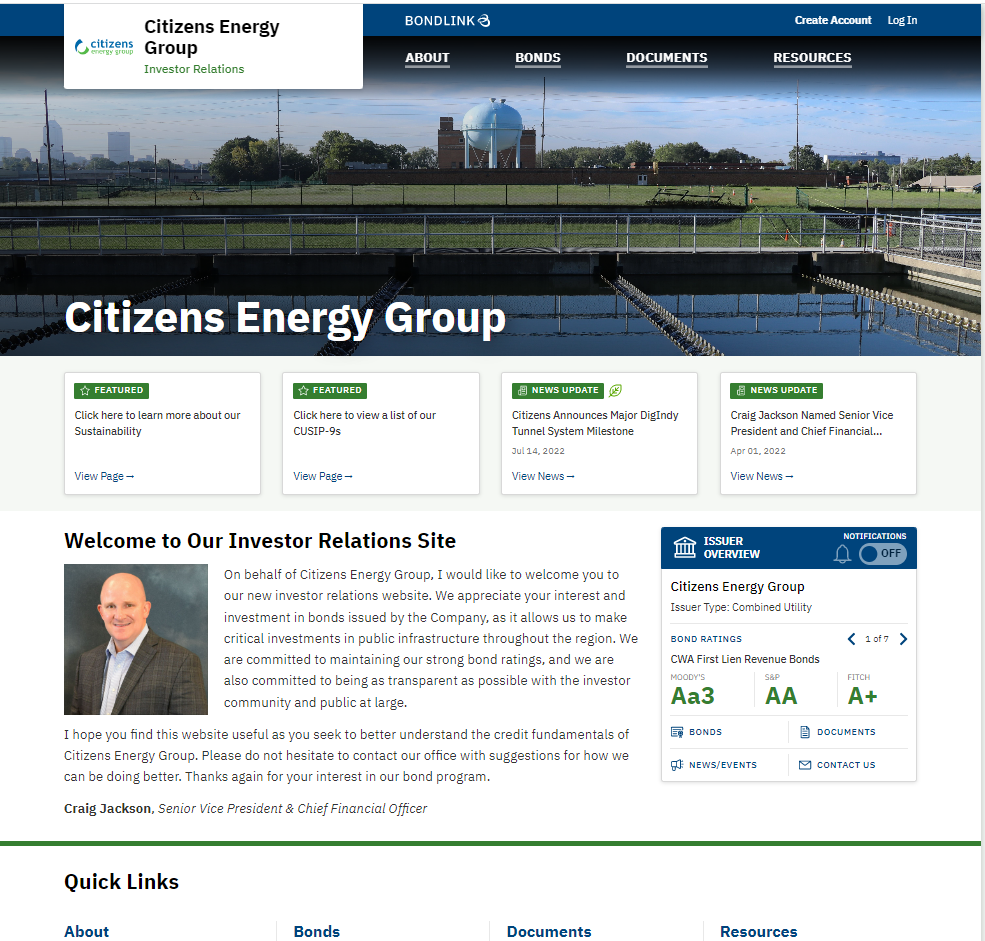 citizens
energy group
Citizens Energy
Group
Investor Relations
BONDLINK
Create Account
Log In
ABOUT
BONDS
DOCUMENTS
RESOURCES
Citizens Energy Group
FEATURED
Click here to learn more about our
Sustainability
View Page→
FEATURED
Click here to view a list of our
CUSIP-9s
View Page→
NEWS UPDATE
Citizens Announces Major DigIndy
Tunnel System Milestone
Jul 14, 2022
View News→
NEWS UPDATE
Craig Jackson Named Senior Vice
President and Chief Financial...
Apr 01, 2022
View News→
Welcome to Our Investor Relations Site
On behalf of Citizens Energy Group, I would like to welcome you to
our new investor relations website. We appreciate your interest and
investment in bonds issued by the Company, as it allows us to make
critical investments in public infrastructure throughout the region. We
are committed to maintaining our strong bond ratings, and we are
also committed to being as transparent as possible with the investor
community and public at large.
I hope you find this website useful as you seek to better understand the credit fundamentals of
Citizens Energy Group. Please do not hesitate to contact our office with suggestions for how we
can be doing better. Thanks again for your interest in our bond program.
Craig Jackson, Senior Vice President & Chief Financial Officer
ISSUER
OVERVIEW
NOTIFICATIONS
OFF
Citizens Energy Group
Issuer Type: Combined Utility
BOND RATINGS
1 of 7
CWA First Lien Revenue Bonds
MOODY'S
Aa3
S&P
AA
FITCH
A+
BONDS
DOCUMENTS
NEWS/EVENTS
CONTACT US
Quick Links
About
Bonds
Documents
Resources